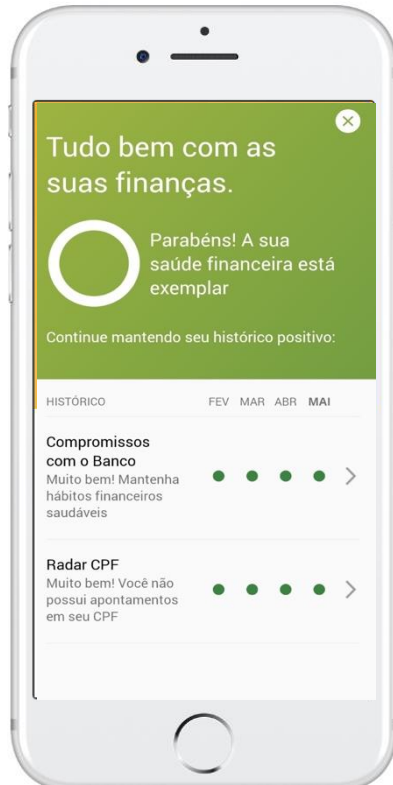 Tudo bem com as
suas finanças.
Parabéns! A sua
saúde financeira está
exemplar
Continue mantendo seu histórico positivo:
HISTÓRICO FEV MAR ABR MAI
Compromissos
com o Banco
Muito bem! Mantenha
hábitos financeiros
saudáveis
Radar CPF
Muito bem! Você não
possui apontamentos
em seu CPF